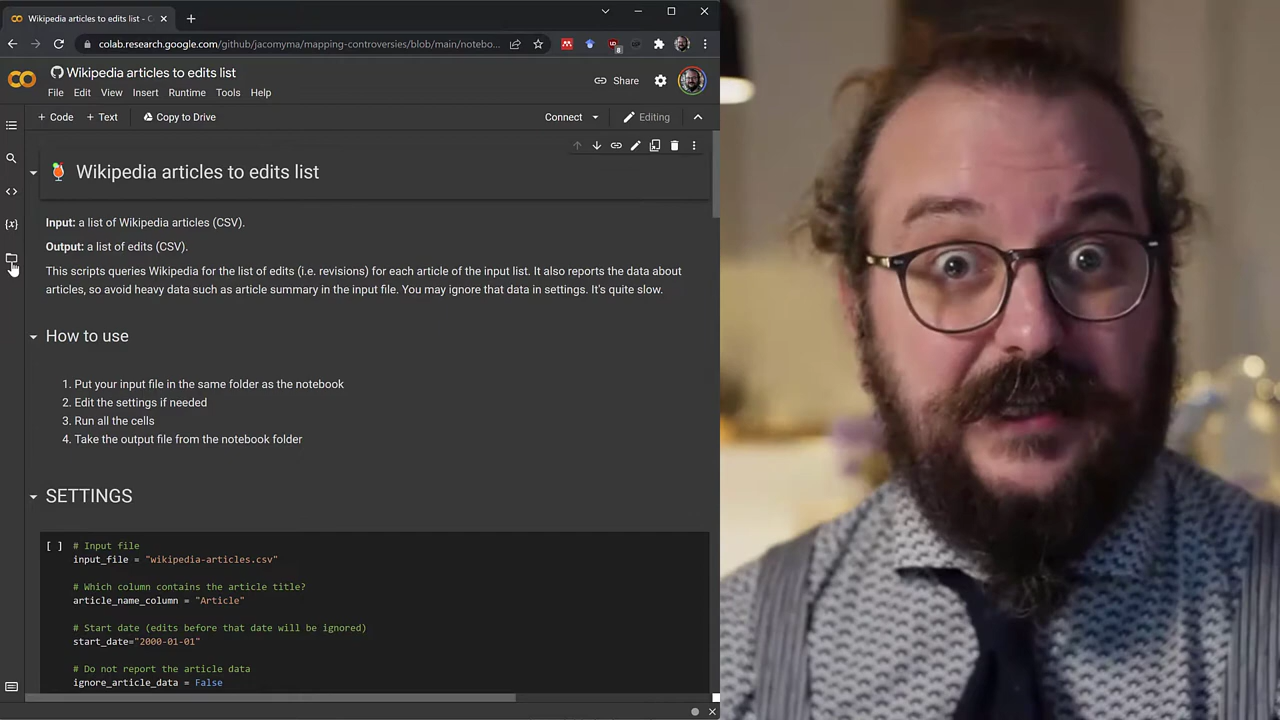 Wikipedia articles to edits list - C
colab.research.google.com/github/jacomyma/mapping-controversies/blob/main/notebo...
8
Wikipedia articles to edits list
Share
File Edit View Insert Runtime Tools Help
+ Code + Text Copy to Drive Connect Editing
Wikipedia articles to edits list
Input: a list of Wikipedia articles (CSV).
Output: a list of edits (CSV).
This scripts queries Wikipedia for the list of edits (i.e. revisions) for each article of the input list. It also reports the data about
articles, so avoid heavy data such as article summary in the input file. You may ignore that data in settings. It's quite slow.
How to use
1. Put your input file in the same folder as the notebook
2. Edit the settings if needed
3. Run all the cells
4. Take the output file from the notebook folder
SETTINGS
[ ] # Input file
input_file = "wikipedia-articles.csv"
# Which column contains the article title?
article_name_column = "Article"
# Start date (edits before that date will be ignored)
start_date="2000-01-01"
# Do not report the article data
ignore_article_data = False